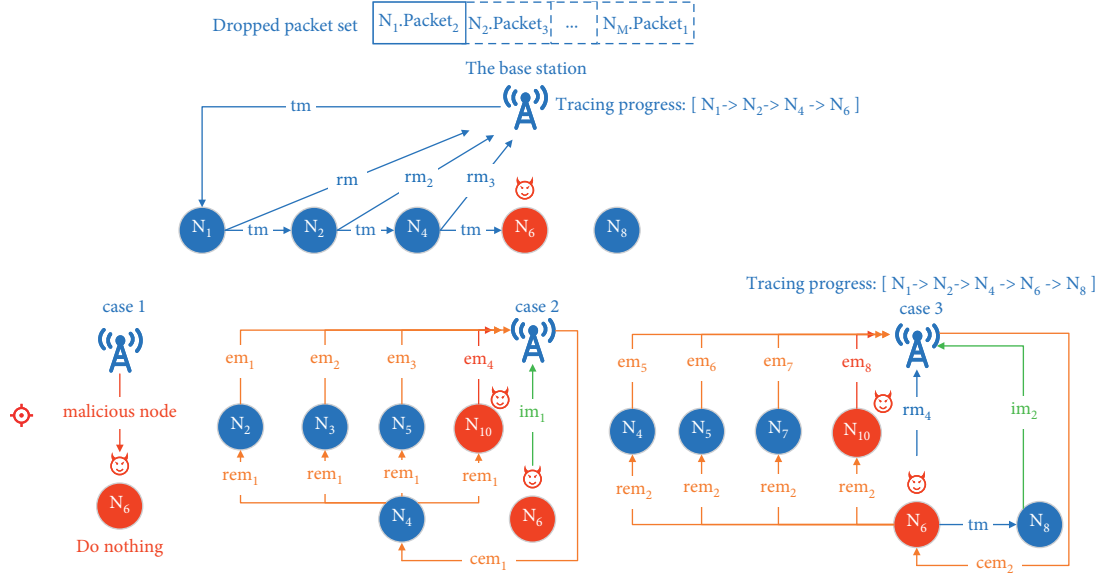 Dropped packet set N₁.Packet₂ N₂.Packet₃ ... N_M.Packet₁
The base station
tm
Tracing progress: [ N₁-> N₂-> N₄ -> N₆ ]
rm rm₂ rm₃
N₁ tm N₂ tm N₄ tm N₆ N₈
Tracing progress: [ N₁-> N₂-> N₄ -> N₆ -> N₈ ]
case 1
case 2
case 3
em₁ em₂ em₃ em₄
em₅ em₆ em₇ em₈
malicious node
im₁
rm₄ im₂
N₂ N₃ N₅ N₁₀
N₄ N₅ N₇ N₁₀
rem₁ rem₁ rem₁ rem₁
rem₂ rem₂ rem₂ rem₂
N₆
N₄ N₆
N₆ tm N₈
Do nothing
cem₁
cem₂